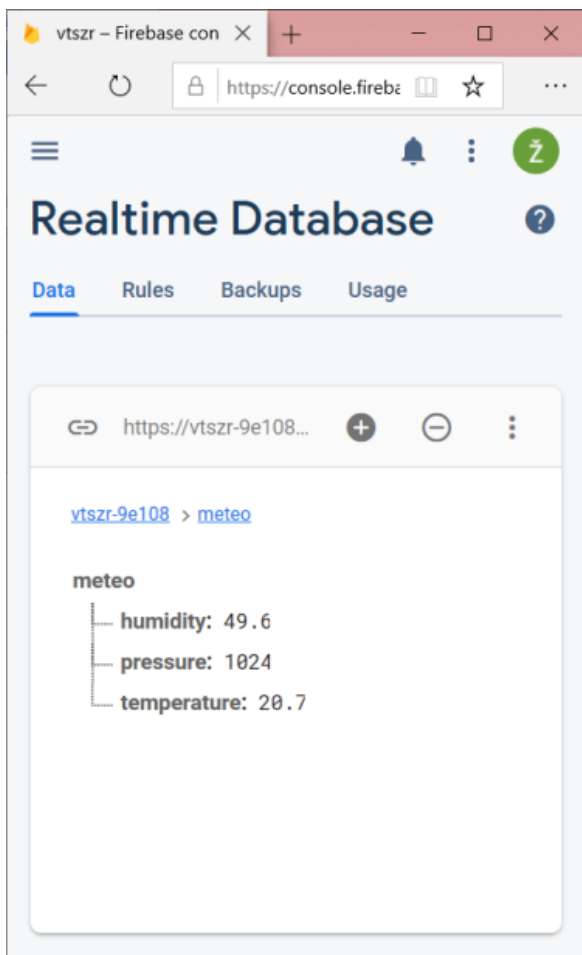 vtszr – Firebase con
https://console.fireba
ž
Realtime Database
?
Data Rules Backups Usage
https://vtszr-9e108...
vtszr-9e108 > meteo
meteo
humidity: 49.6
pressure: 1024
temperature: 20.7